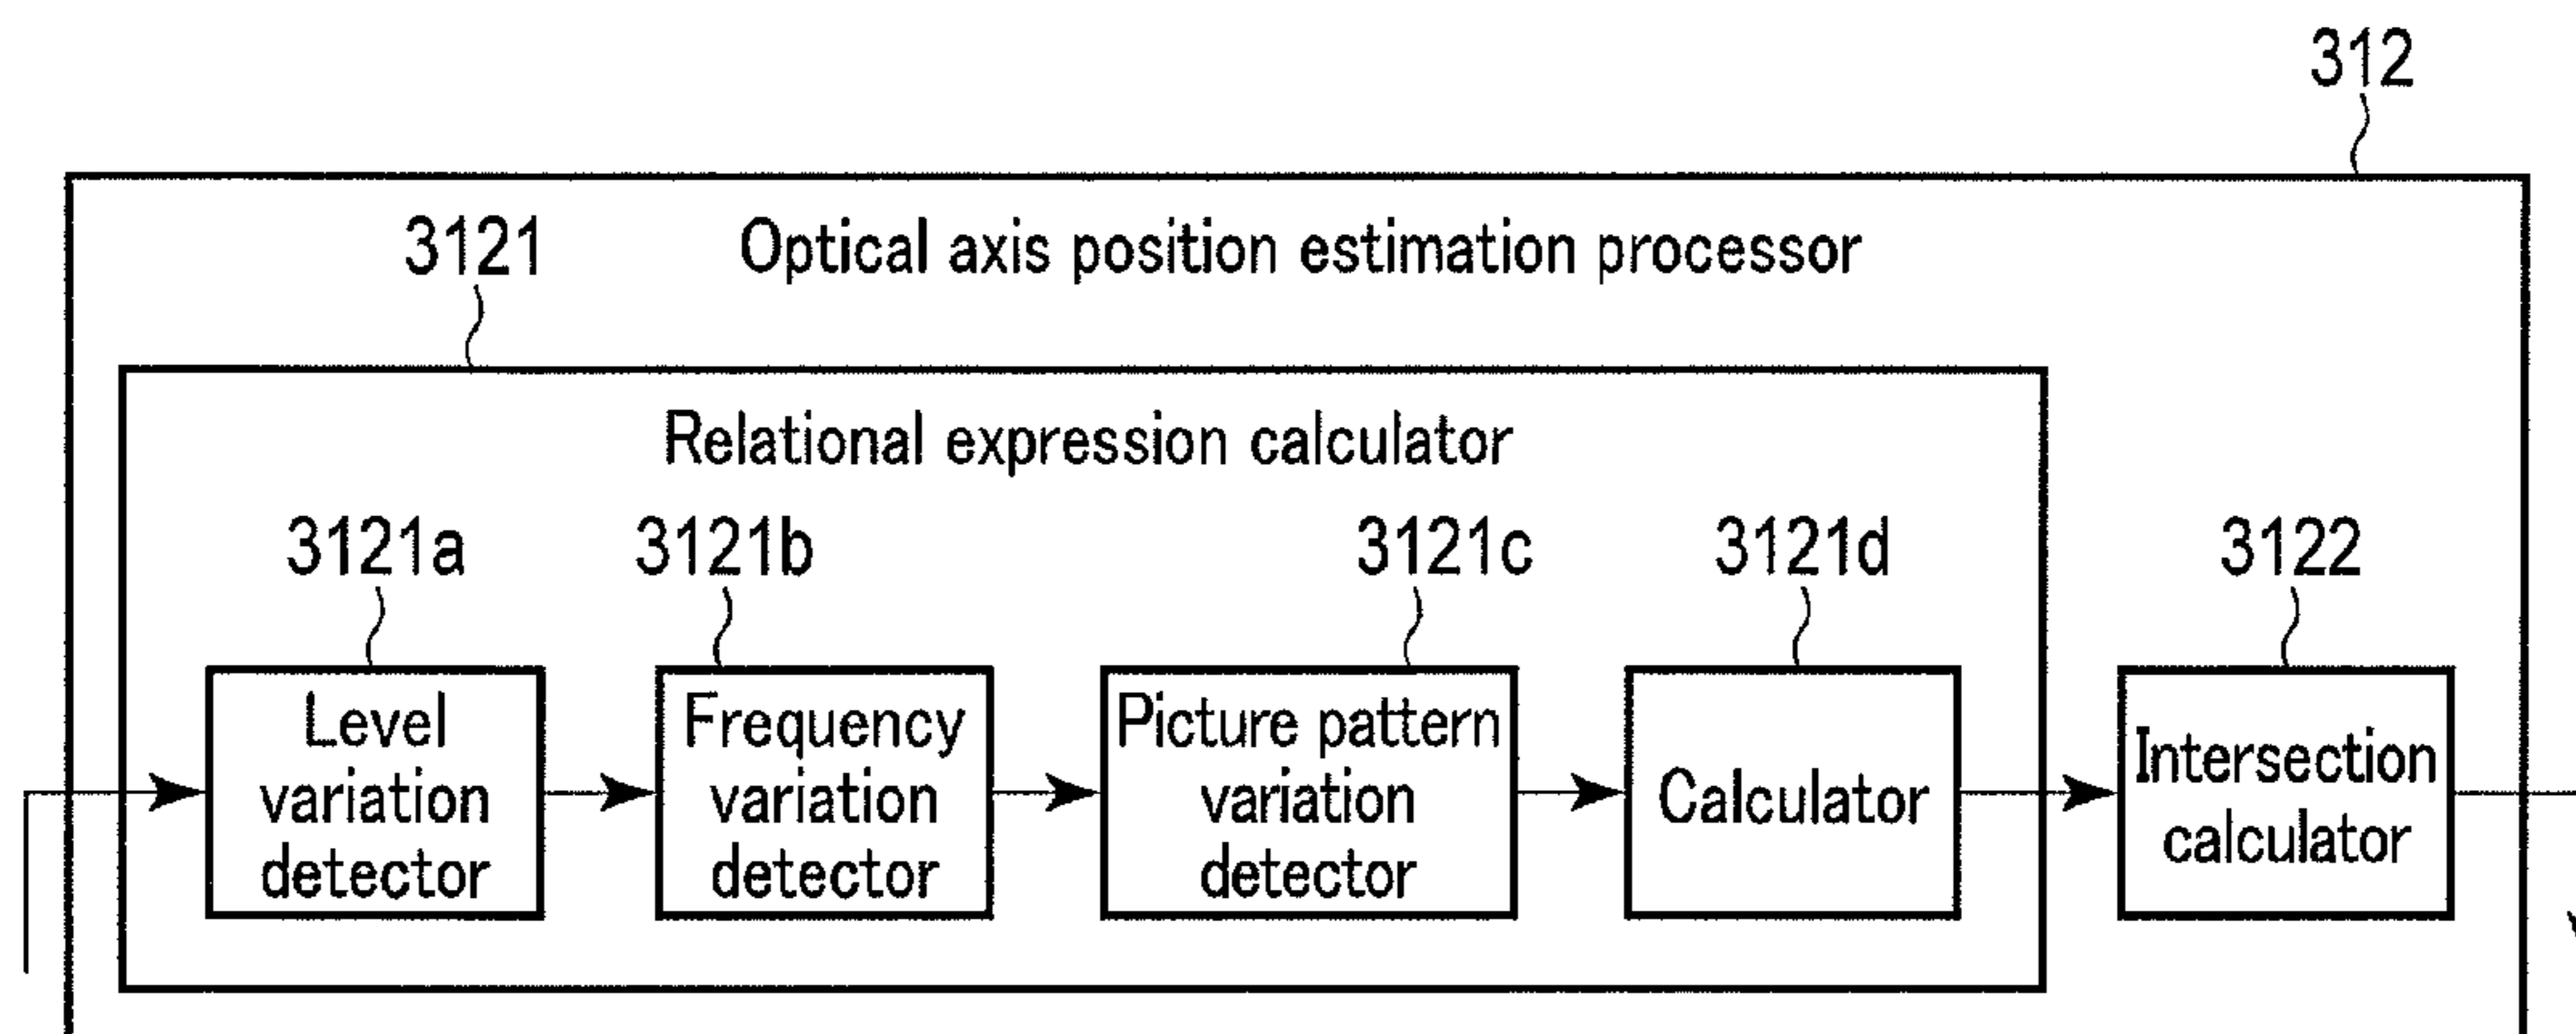 312
3121
Optical axis position estimation processor
Relational expression calculator
3121a
3121b
3121c
3121d
3122
Level
variation
detector
Frequency
variation
detector
Picture pattern
variation
detector
Calculator
Intersection
calculator